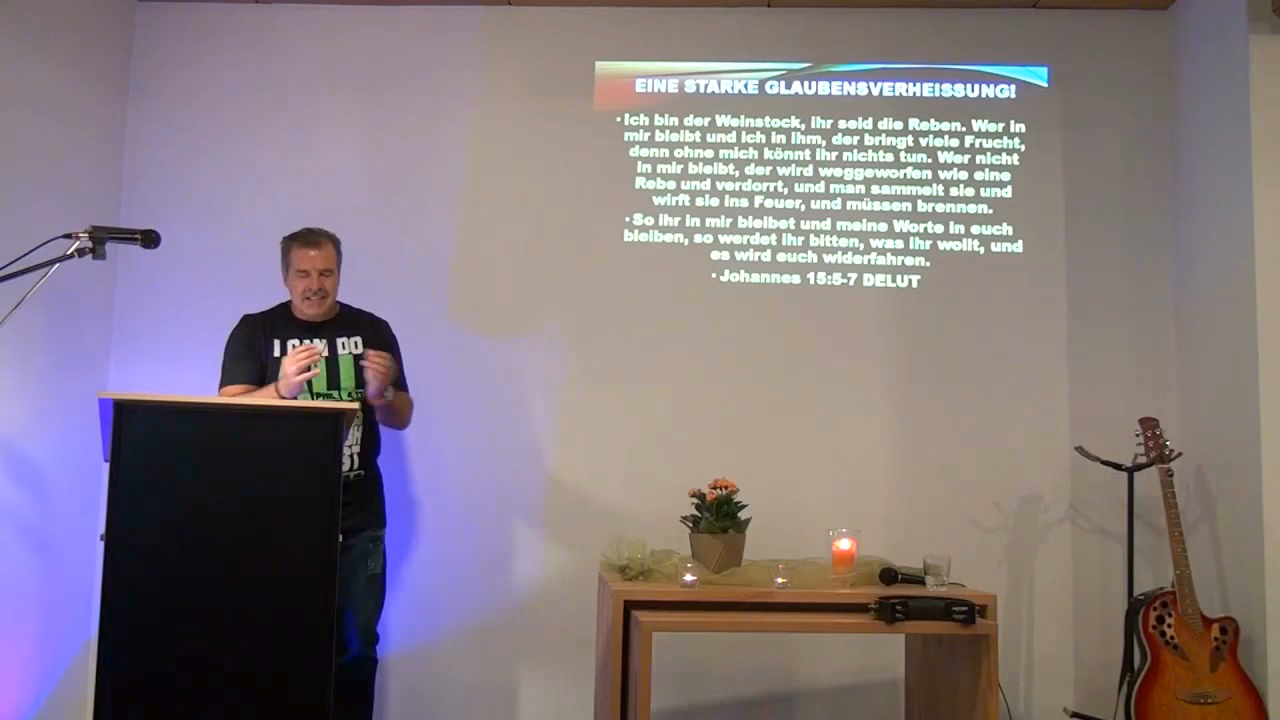 EINE STARKE GLAUBENSVERHEISSUNG!
• Ich bin der Weinstock, ihr seid die Reben. Wer in
mir bleibt und ich in ihm, der bringt viele Frucht,
denn ohne mich könnt ihr nichts tun. Wer nicht
in mir bleibt, der wird weggeworfen wie eine
Rebe und verdorrt, und man sammelt sie und
wirft sie ins Feuer, und müssen brennen.
• So ihr in mir bleibet und meine Worte in euch
bleiben, so werdet ihr bitten, was ihr wollt, und
es wird euch widerfahren.
• Johannes 15:5-7 DELUT
I CAN DO
PHIL